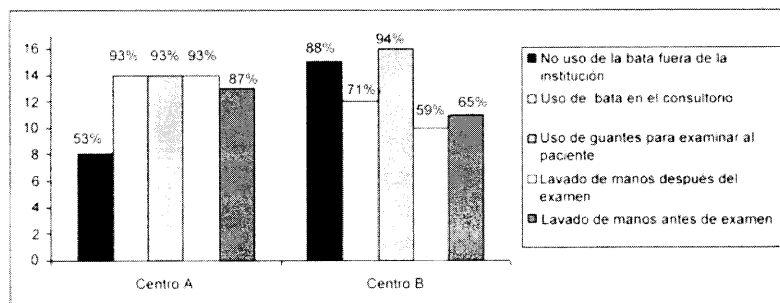 16
14
12
10
8
6
4
2
0
53%
93%
93%
93%
87%
88%
71%
94%
59%
65%
Centro A
Centro B
No uso de la bata fuera de la
institución
Uso de bata en el consultorio
Uso de guantes para examinar al
paciente
Lavado de manos después del
examen
Lavado de manos antes de examen